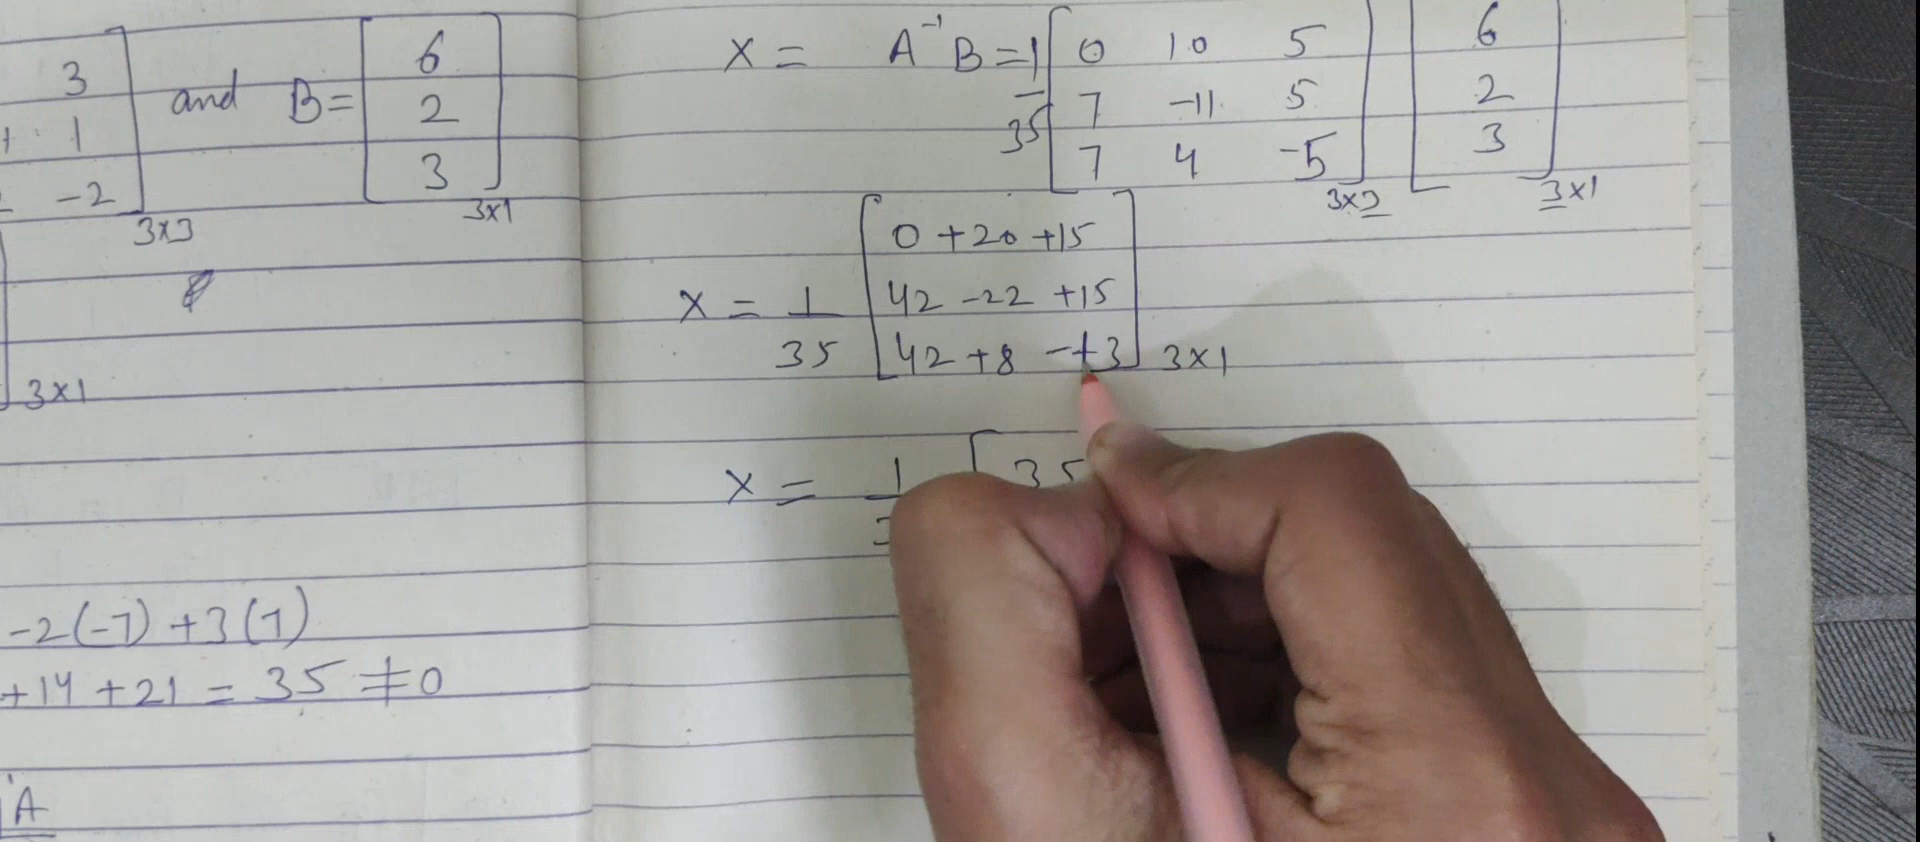 3
1
-2
3x3
and B = [6 2 3] 3x1
3x1
-2(-7) +3(7)
+14 +21 = 35 ≠ 0
A
X = A⁻¹ B = 1/35 [0 10 5
7 -11 5
7 4 -5] 3x3 [6 2 3] 3x1
X = 1/35 [0 +20 +15
42 -22 +15
42 +8 -+3] 3x1
X = 1 [35